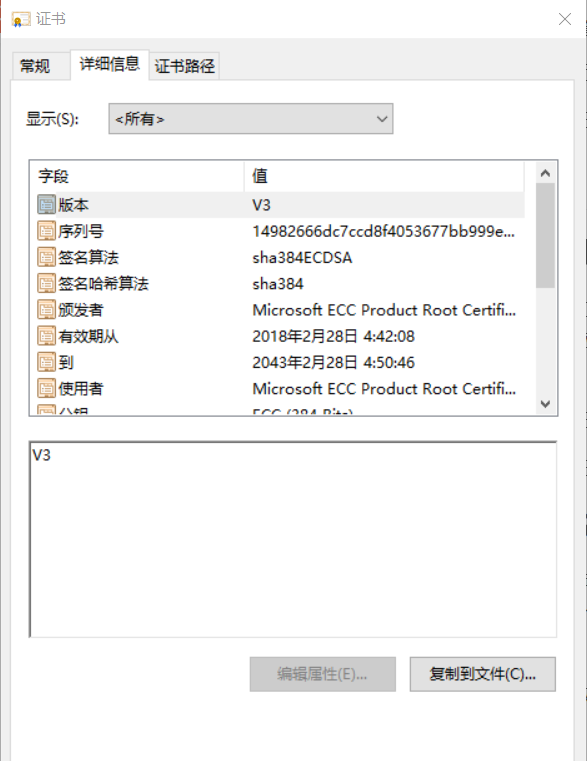 证书
常规 详细信息 证书路径
显示(S): <所有>
字段 值
版本 V3
序列号 14982666dc7ccd8f4053677bb999e...
签名算法 sha384ECDSA
签名哈希算法 sha384
颁发者 Microsoft ECC Product Root Certifi...
有效期从 2018年2月28日 4:42:08
到 2043年2月28日 4:50:46
使用者 Microsoft ECC Product Root Certifi...
公钥 ECC (384 Bits)
V3
编辑属性(E)... 复制到文件(C)...